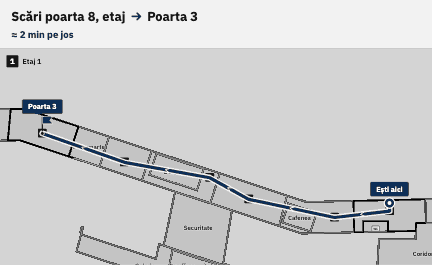 Scări poarta 8, etaj → Poarta 3
≈ 2 min pe jos
1 Etaj 1
Poarta 3
Ești aici
Cafenea
Securitate
Corido